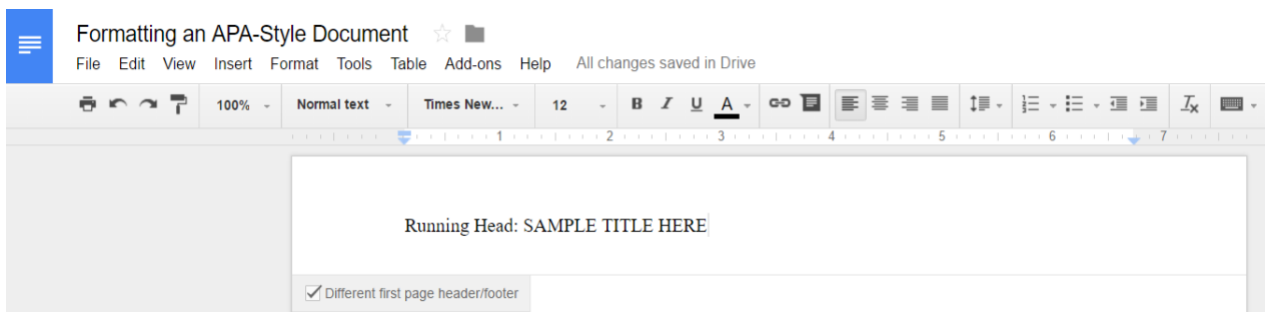 Formatting an APA-Style Document
File Edit View Insert Format Tools Table Add-ons Help All changes saved in Drive
100% Normal text Times New... 12 B I U A
1 2 3 4 5 6 7
Running Head: SAMPLE TITLE HERE
Different first page header/footer